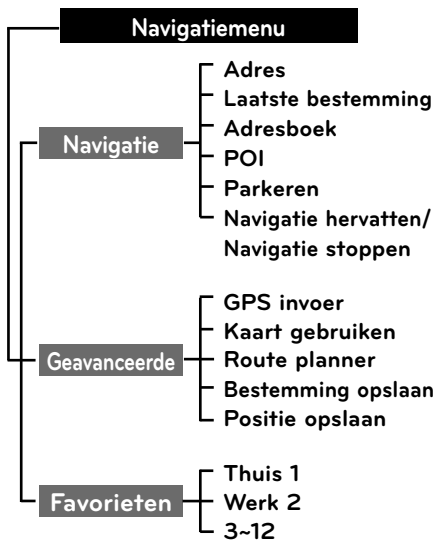 Navigatiemenu
Navigatie
Adres
Laatste bestemming
Adresboek
POI
Parkeren
Navigatie hervatten/
Navigatie stoppen
Geavanceerde
GPS invoer
Kaart gebruiken
Route planner
Bestemming opslaan
Positie opslaan
Favorieten
Thuis 1
Werk 2
3~12